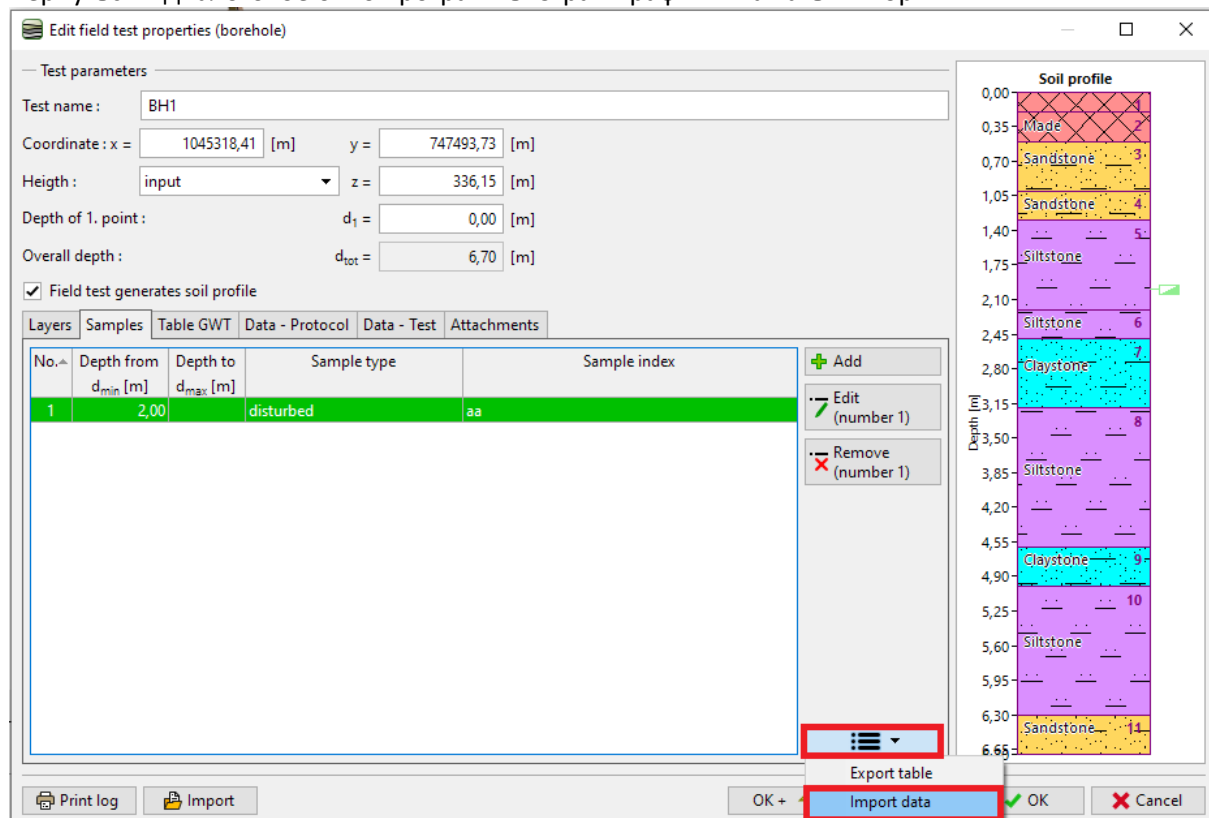 Edit field test properties (borehole)
Test parameters
Test name : BH1
Coordinate : x = 1045318,41 [m] y = 747493,73 [m]
Heigth : input z = 336,15 [m]
Depth of 1. point : d1 = 0,00 [m]
Overall depth : dtot = 6,70 [m]
Field test generates soil profile
Layers Samples Table GWT Data - Protocol Data - Test Attachments
No. Depth from Depth to Sample type Sample index
dmin [m] dmax [m]
1 2,00 disturbed aa
Add
Edit
(number 1)
Remove
(number 1)
Export table
Import data
Print log Import OK + OK Cancel
Soil profile
Depth [m]
0,00
1
0,35 Made 2
0,70 Sandstone 3
1,05
Sandstone 4
1,40
5
1,75 Siltstone
2,10
Siltstone 6
2,45
7
2,80 Claystone
3,15
8
3,50
3,85 Siltstone
4,20
4,55
Claystone 9
4,90
10
5,25
5,60 Siltstone
5,95
6,30
Sandstone 11